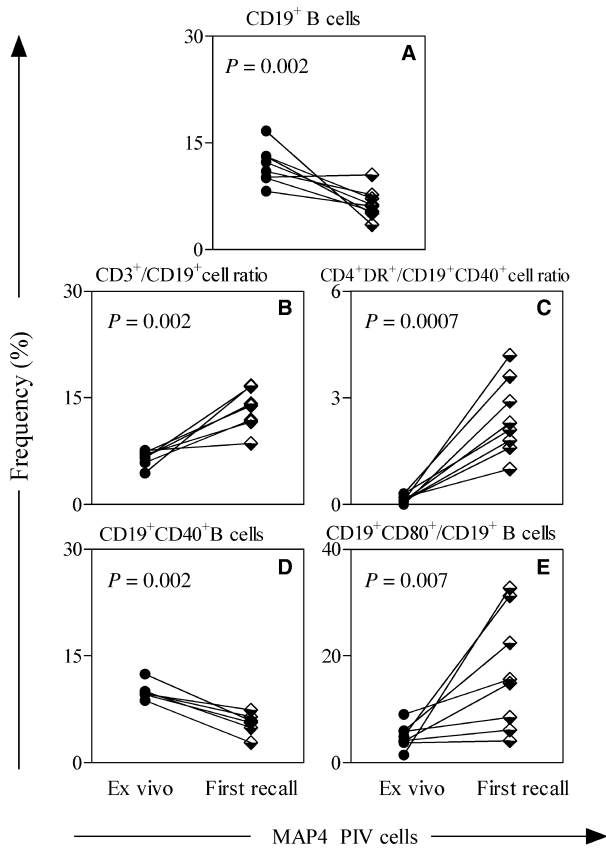 CD19⁺ B cells
30
A
P = 0.002
15
0
CD3⁺/CD19⁺cell ratio
30
B
P = 0.002
15
0
CD4⁺DR⁺/CD19⁺CD40⁺cell ratio
6
C
P = 0.0007
3
0
Frequency (%)
CD19⁺CD40⁺B cells
30
D
P = 0.002
15
0
Ex vivo First recall
CD19⁺CD80⁺/CD19⁺ B cells
40
E
P = 0.007
20
0
Ex vivo First recall
MAP4 PIV cells